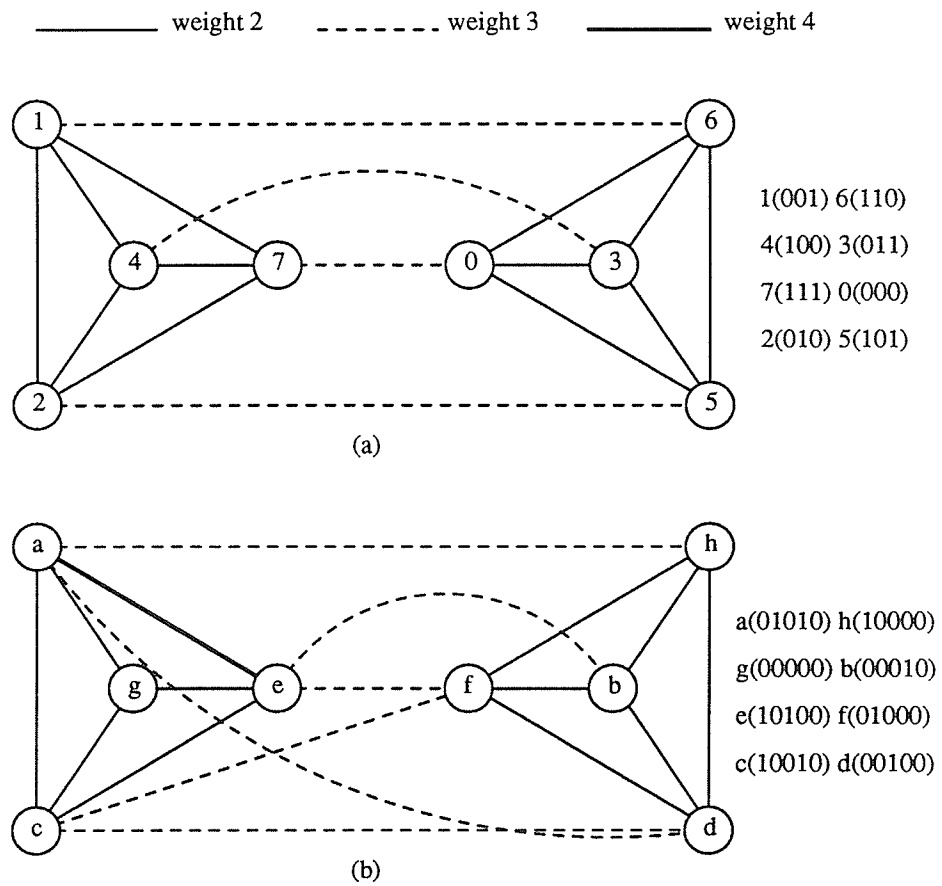 weight 2 weight 3 weight 4
1 6
4 7 0 3
2 5
1(001) 6(110)
4(100) 3(011)
7(111) 0(000)
2(010) 5(101)
(a)
a h
g e f b
c d
a(01010) h(10000)
g(00000) b(00010)
e(10100) f(01000)
c(10010) d(00100)
(b)